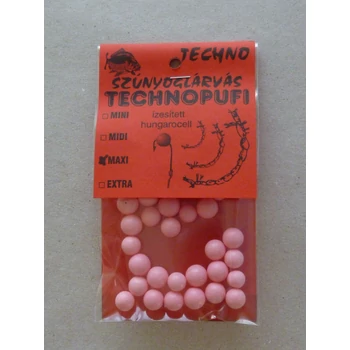 TECHNO
SZÚNYOGLÁRVÁS
TECHNOPUFI
MINI
ízesített
hungarocell
MIDI
MAXI
EXTRA